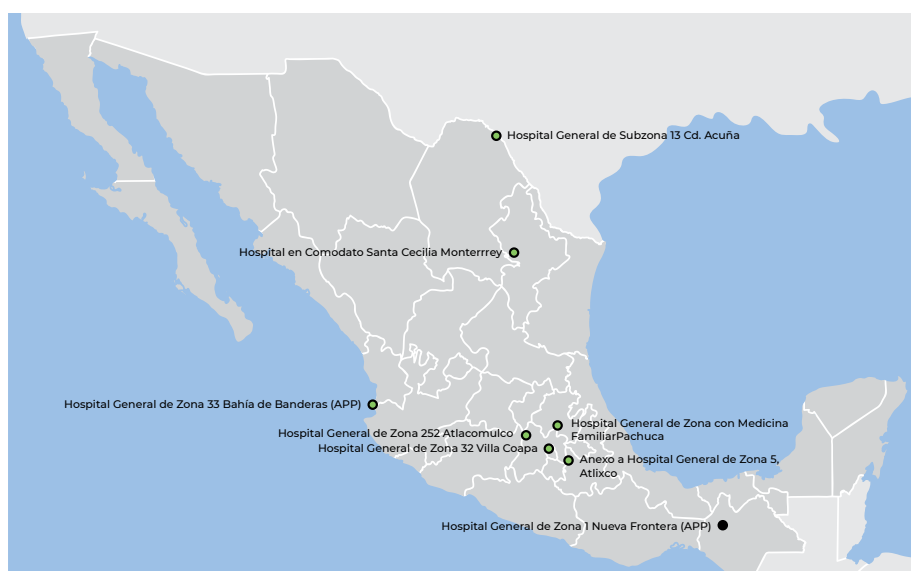 Hospital General de Subzona 13 Cd. Acuña
Hospital en Comodato Santa Cecilia Monterrrey
Hospital General de Zona 33 Bahía de Banderas (APP)
Hospital General de Zona con Medicina
FamiliarPachuca
Hospital General de Zona 252 Atlacomulco
Hospital General de Zona 32 Villa Coapa
Anexo a Hospital General de Zona 5,
Atlixco
Hospital General de Zona 1 Nueva Frontera (APP)